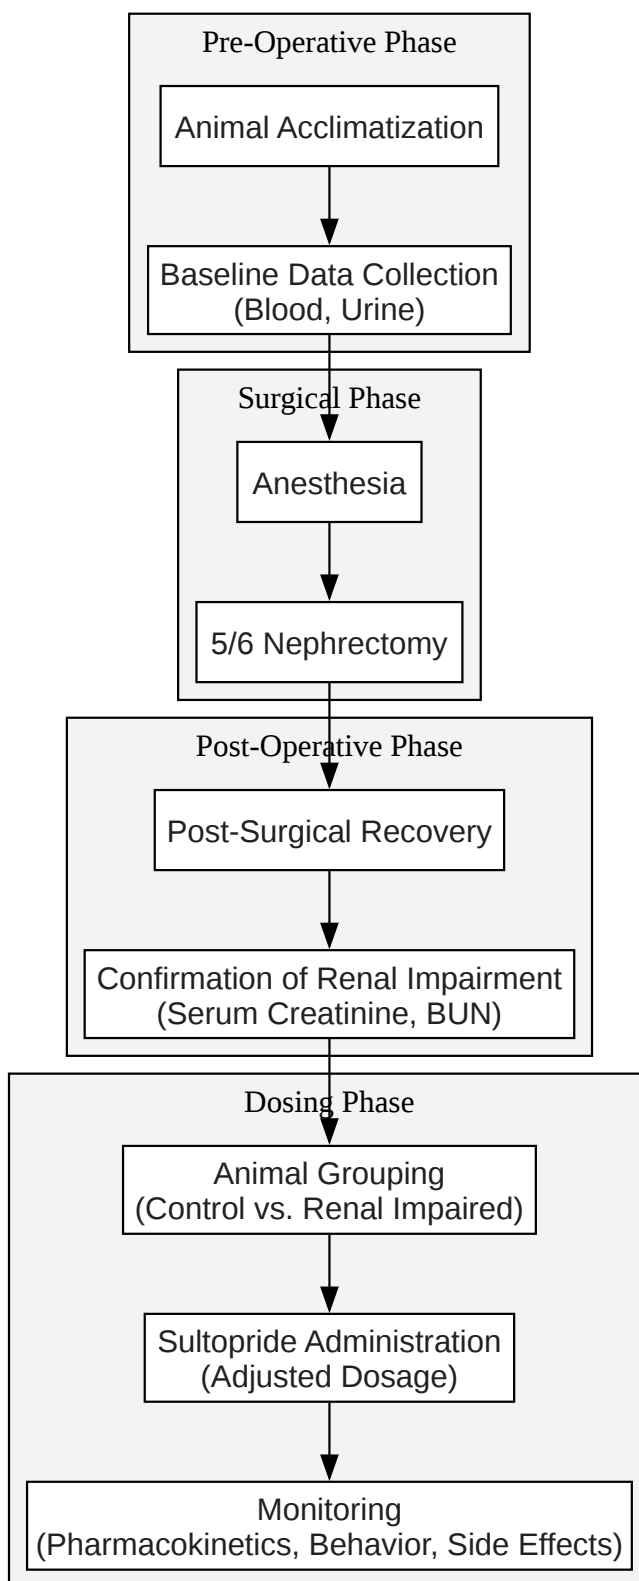 Pre-Operative Phase
Animal Acclimatization
Baseline Data Collection
(Blood, Urine)
Surgical Phase
Anesthesia
5/6 Nephrectomy
Post-Operative Phase
Post-Surgical Recovery
Confirmation of Renal Impairment
(Serum Creatinine, BUN)
Dosing Phase
Animal Grouping
(Control vs. Renal Impaired)
Sultopride Administration
(Adjusted Dosage)
Monitoring
(Pharmacokinetics, Behavior, Side Effects)